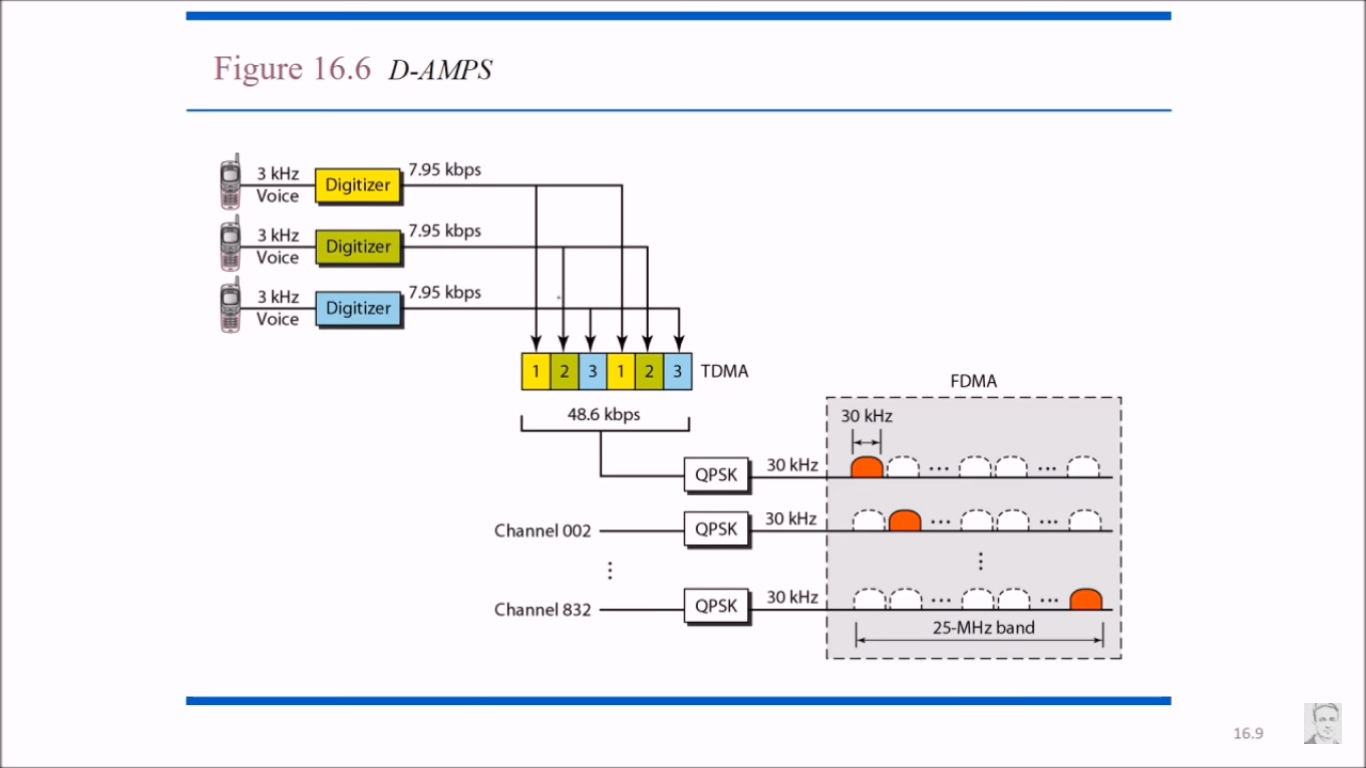 Figure 16.6 D-AMPS
3 kHz
Voice
Digitizer
7.95 kbps
3 kHz
Voice
Digitizer
7.95 kbps
3 kHz
Voice
Digitizer
7.95 kbps
1 2 3 1 2 3 TDMA
48.6 kbps
FDMA
30 kHz
QPSK 30 kHz ... ...
Channel 002 QPSK 30 kHz ... ...
Channel 832 QPSK 30 kHz ... ...
25-MHz band
16.9